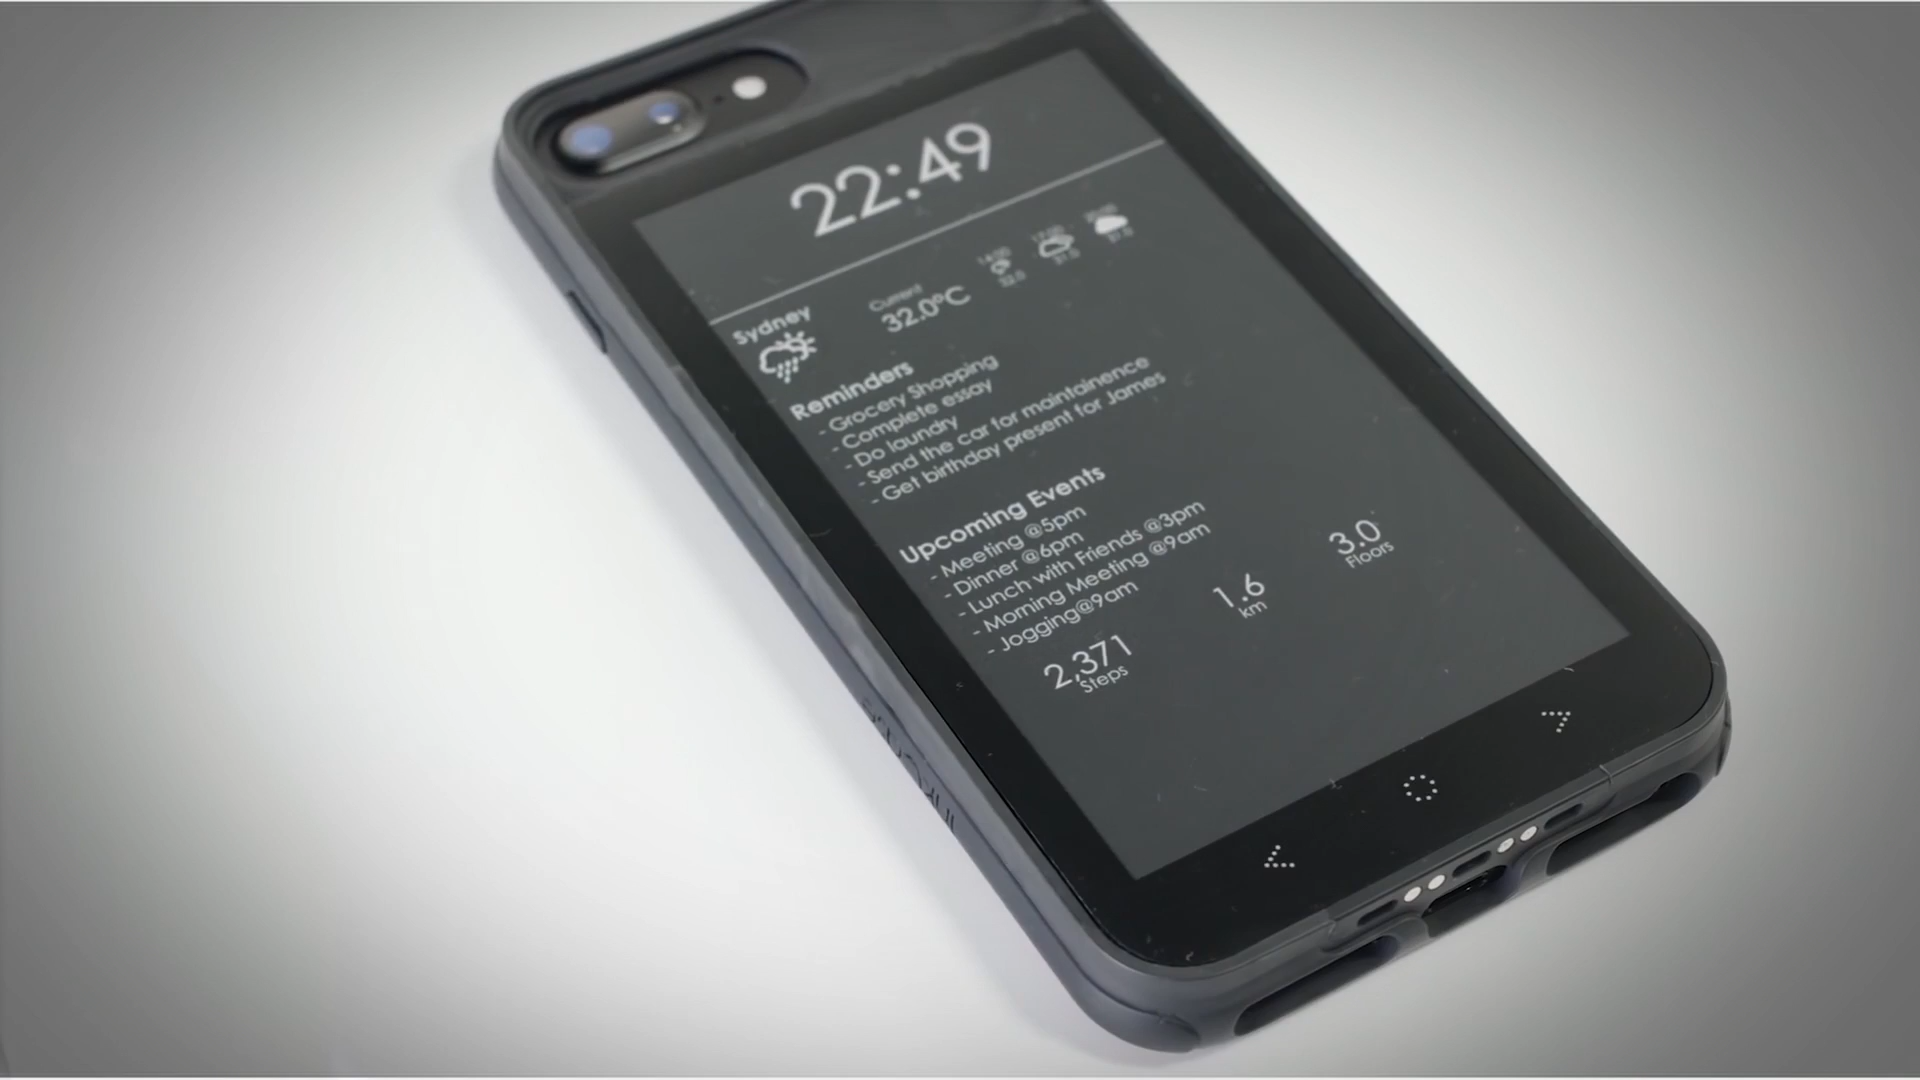 22:49
Sydney
Current
32.0°C
Reminders
- Grocery Shopping
- Complete essay
- Do laundry
- Send the car for maintainence
- Get birthday present for James
Upcoming Events
- Meeting @5pm
- Dinner @6pm
- Lunch with Friends @3pm
- Morning Meeting @9am
- Jogging@9am
2,371
Steps
1.6
km
3.0
Floors